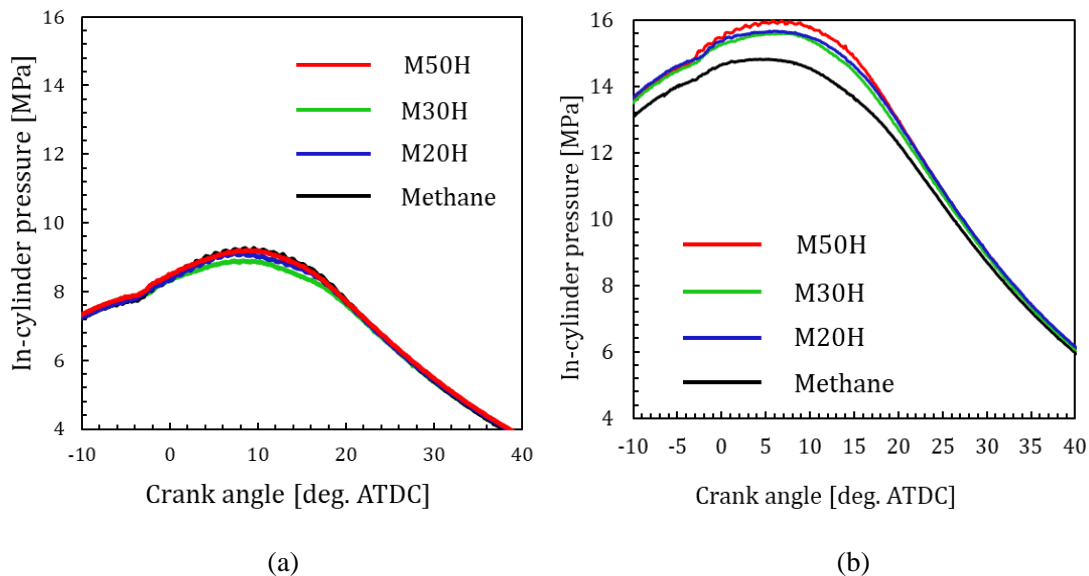 In-cylinder pressure [MPa]
16
14
12
10
8
6
4
M50H
M30H
M20H
Methane
-10
0
10
20
30
40
Crank angle [deg. ATDC]
(a)
In-cylinder pressure [MPa]
16
14
12
10
8
6
4
M50H
M30H
M20H
Methane
-10
-5
0
5
10
15
20
25
30
35
40
Crank angle [deg. ATDC]
(b)